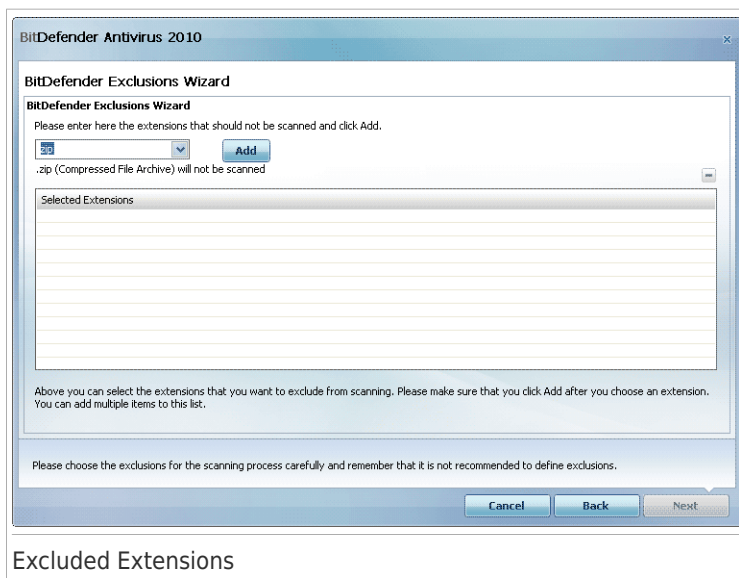 BitDefender Antivirus 2010
BitDefender Exclusions Wizard
BitDefender Exclusions Wizard
Please enter here the extensions that should not be scanned and click Add.
zip
Add
.zip (Compressed File Archive) will not be scanned
Selected Extensions
Above you can select the extensions that you want to exclude from scanning. Please make sure that you click Add after you choose an extension.
You can add multiple items to this list.
Please choose the exclusions for the scanning process carefully and remember that it is not recommended to define exclusions.
Cancel Back Next
Excluded Extensions